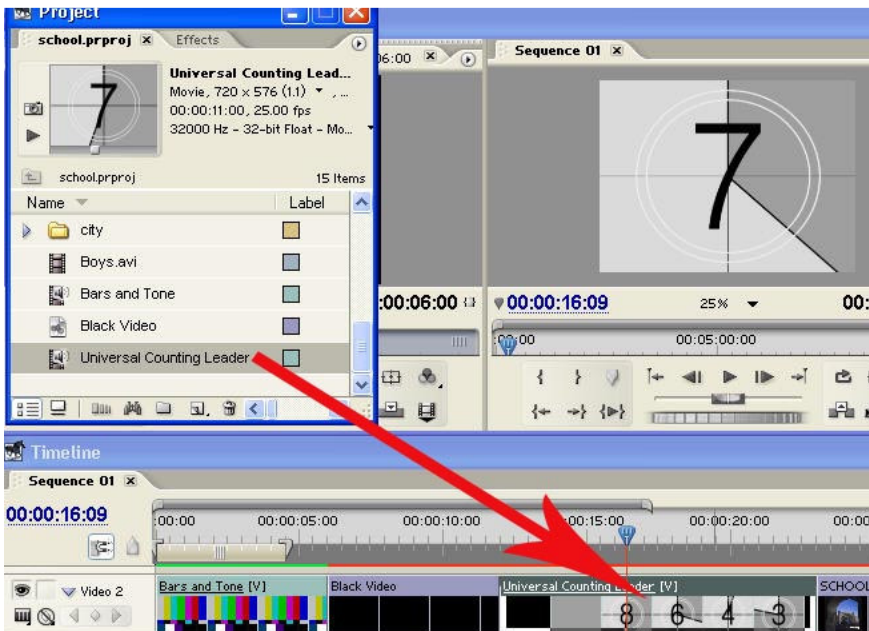 Project
school.prproj
Effects
Universal Counting Lead...
Movie, 720 x 576 (1.1) , ...
00:00:11:00, 25.00 fps
32000 Hz - 32-bit Float - Mo...
7
school.prproj
15 Items
Name
Label
city
Boys.avi
Bars and Tone
Black Video
Universal Counting Leader
06:00
:00:06:00
Sequence 01
7
00:00:16:09
25%
00:
00:00
00:05:00:00
Timeline
Sequence 01
00:00:16:09
:00:00
00:00:05:00
00:00:10:00
00:15:00
00:00:20:00
00:00
Video 2
Bars and Tone [V]
Black Video
Universal Counting Leader [V]
SCHOOL
8 6 4 3